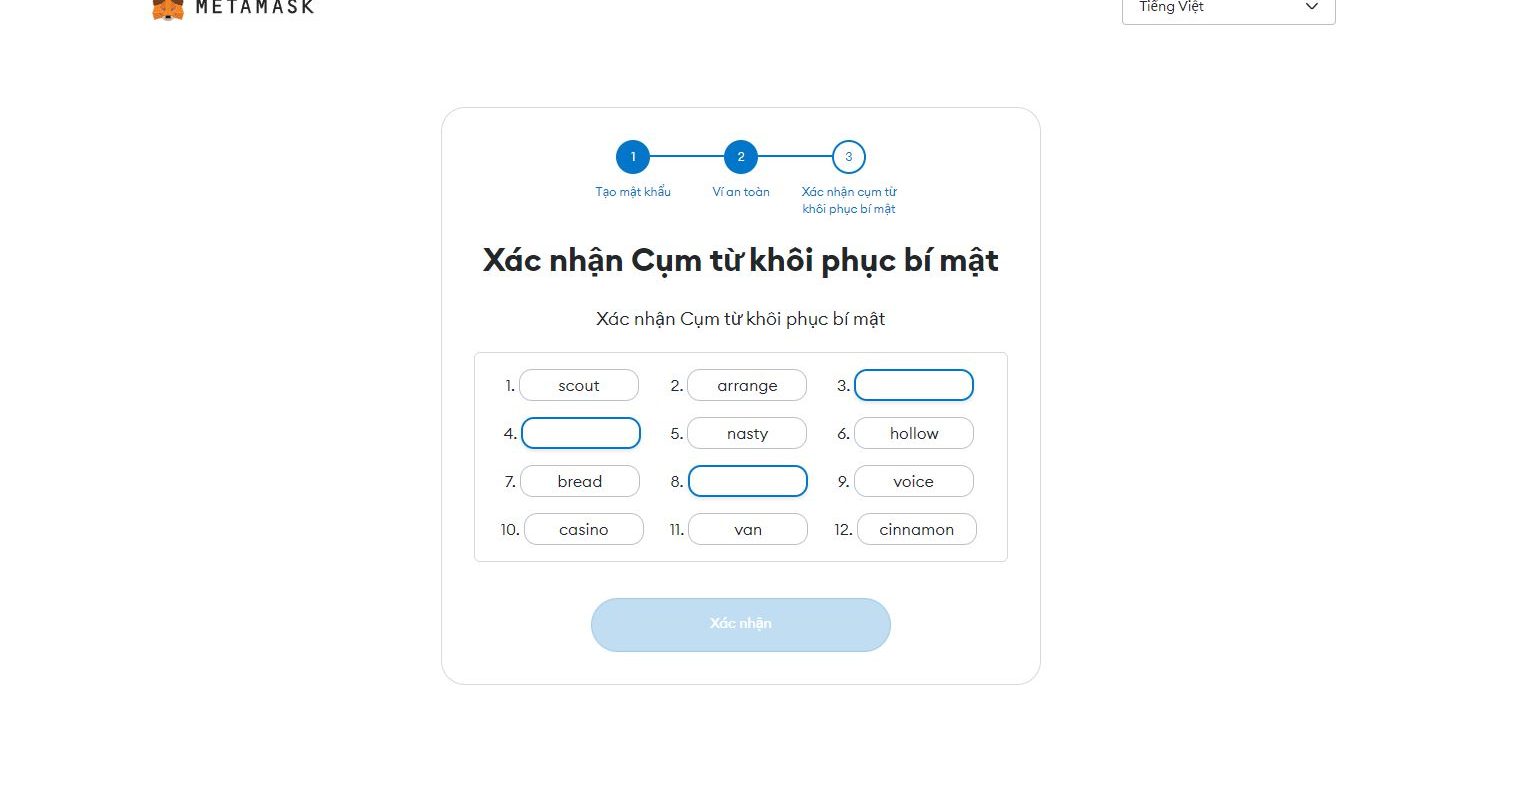 METAMASK
Tiếng Việt
1
2
3
Tạo mật khẩu
Ví an toàn
Xác nhận cụm từ
khôi phục bí mật
Xác nhận Cụm từ khôi phục bí mật
Xác nhận Cụm từ khôi phục bí mật
1. scout 2. arrange 3.
4. 5. nasty 6. hollow
7. bread 8. 9. voice
10. casino 11. van 12. cinnamon
Xác nhận